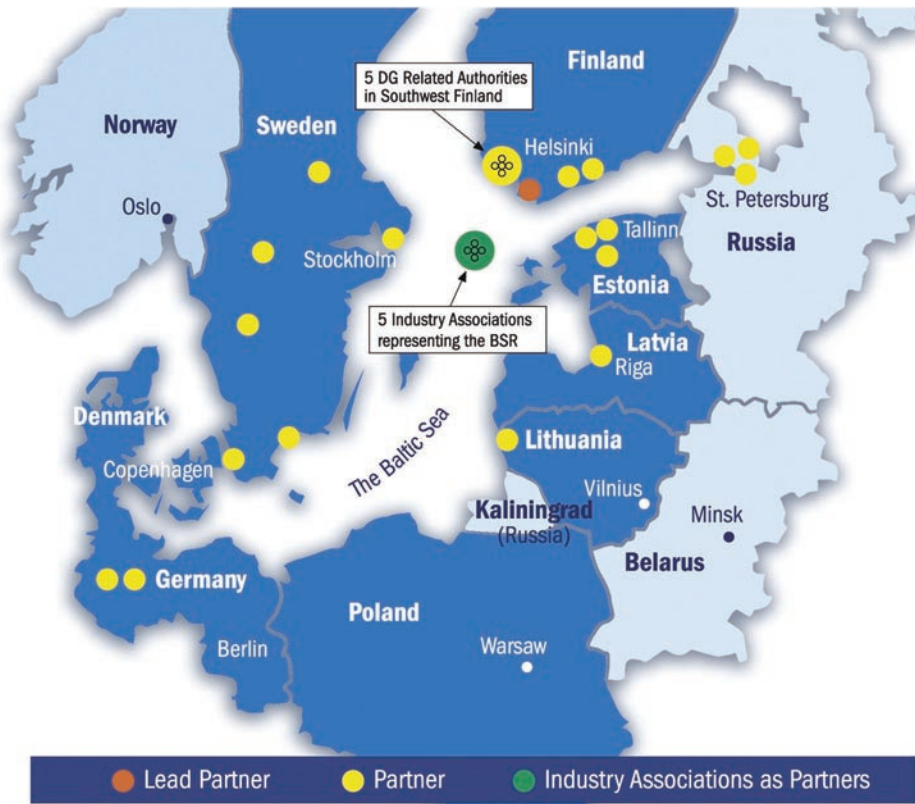 5 DG Related Authorities
in Southwest Finland
Finland
Norway
Sweden
Helsinki
Oslo
Stockholm
St. Petersburg
Tallinn
Russia
Estonia
5 Industry Associations
representing the BSR
Latvia
Riga
Denmark
Copenhagen
The Baltic Sea
Lithuania
Vilnius
Kaliningrad
(Russia)
Minsk
Belarus
Germany
Poland
Berlin
Warsaw
Lead Partner
Partner
Industry Associations as Partners